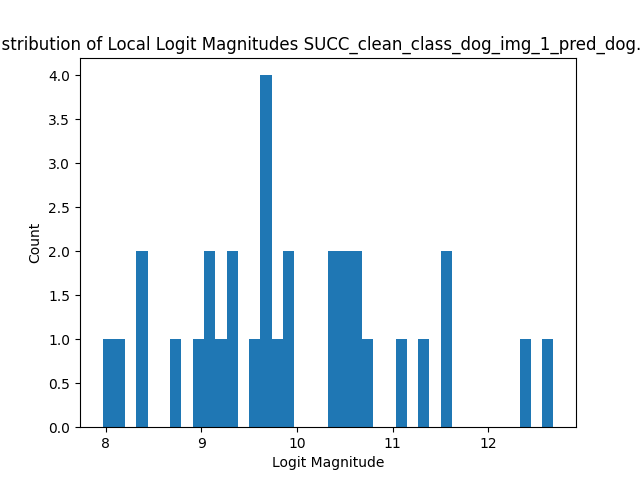 stribution of Local Logit Magnitudes SUCC_clean_class_dog_img_1_pred_dog.
4.0
3.5
3.0
2.5
2.0
1.5
1.0
0.5
0.0
Count
8 9 10 11 12
Logit Magnitude